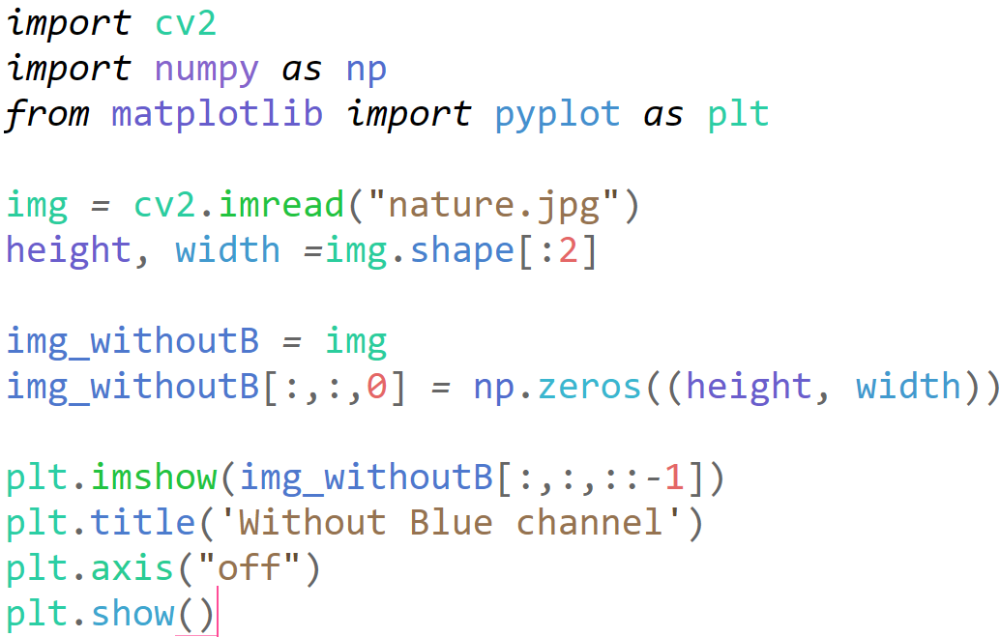 import cv2
import numpy as np
from matplotlib import pyplot as plt
img = cv2.imread("nature.jpg")
height, width =img.shape[:2]
img_withoutB = img
img_withoutB[:,:,0] = np.zeros((height, width))
plt.imshow(img_withoutB[:,:,::-1])
plt.title('Without Blue channel')
plt.axis("off")
plt.show()